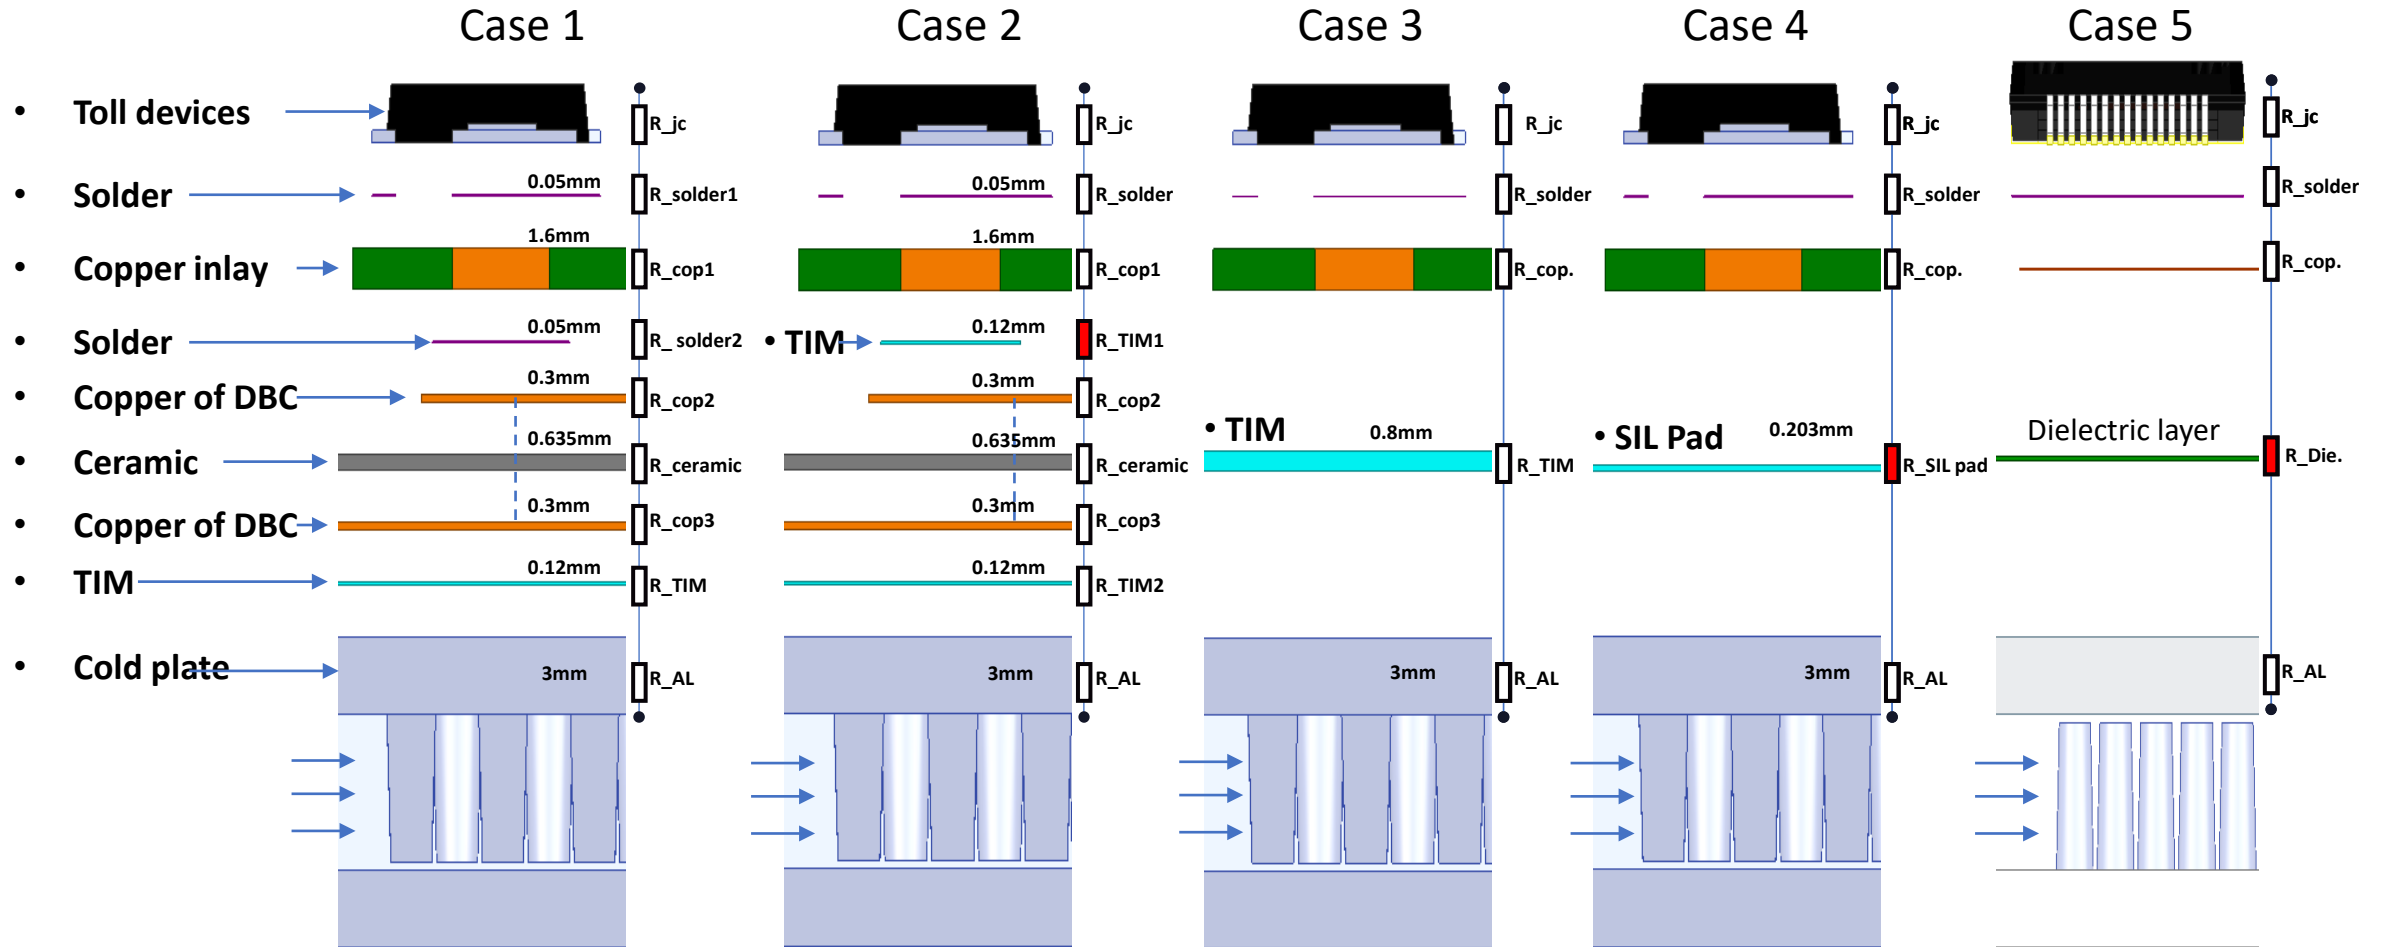 Case 1 Case 2 Case 3 Case 4 Case 5
• Toll devices R_jc R_jc R_jc R_jc R_jc
• Solder 0.05mm R_solder1 0.05mm R_solder R_solder R_solder R_solder
1.6mm 1.6mm
• Copper inlay R_cop1 R_cop1 R_cop. R_cop. R_cop.
• Solder 0.05mm R_ solder2 • TIM 0.12mm R_TIM1
0.3mm 0.3mm
• Copper of DBC R_cop2 R_cop2
0.635mm 0.635mm • TIM 0.8mm • SIL Pad 0.203mm Dielectric layer
• Ceramic R_ceramic R_ceramic R_TIM R_SIL pad R_Die.
0.3mm 0.3mm
• Copper of DBC R_cop3 R_cop3
0.12mm 0.12mm
• TIM R_TIM R_TIM2
• Cold plate 3mm R_AL 3mm R_AL 3mm R_AL 3mm R_AL R_AL